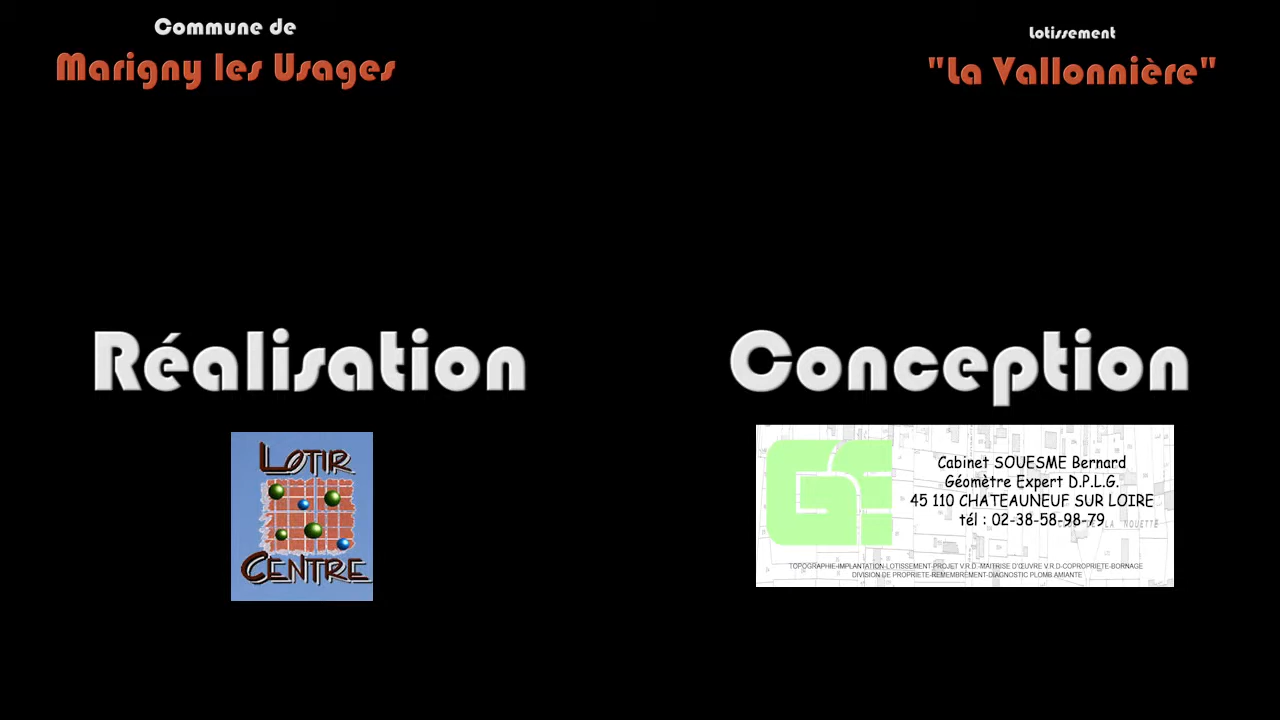 Commune de
Marigny les Usages
Lotissement
"La Vallonnière"
Réalisation
LOTIR
CENTRE
Conception
Cabinet SOUESME Bernard
Géomètre Expert D.P.L.G.
45 110 CHATEAUNEUF SUR LOIRE
tél : 02-38-58-98-79
LA NOUETTE
TOPOGRAPHIE-IMPLANTATION-LOTISSEMENT-PROJET V.R.D.-MAITRISE D'ŒUVRE V.R.D-COPROPRIETE-BORNAGE
DIVISION DE PROPRIETE-REMEMBREMENT-DIAGNOSTIC PLOMB AMIANTE